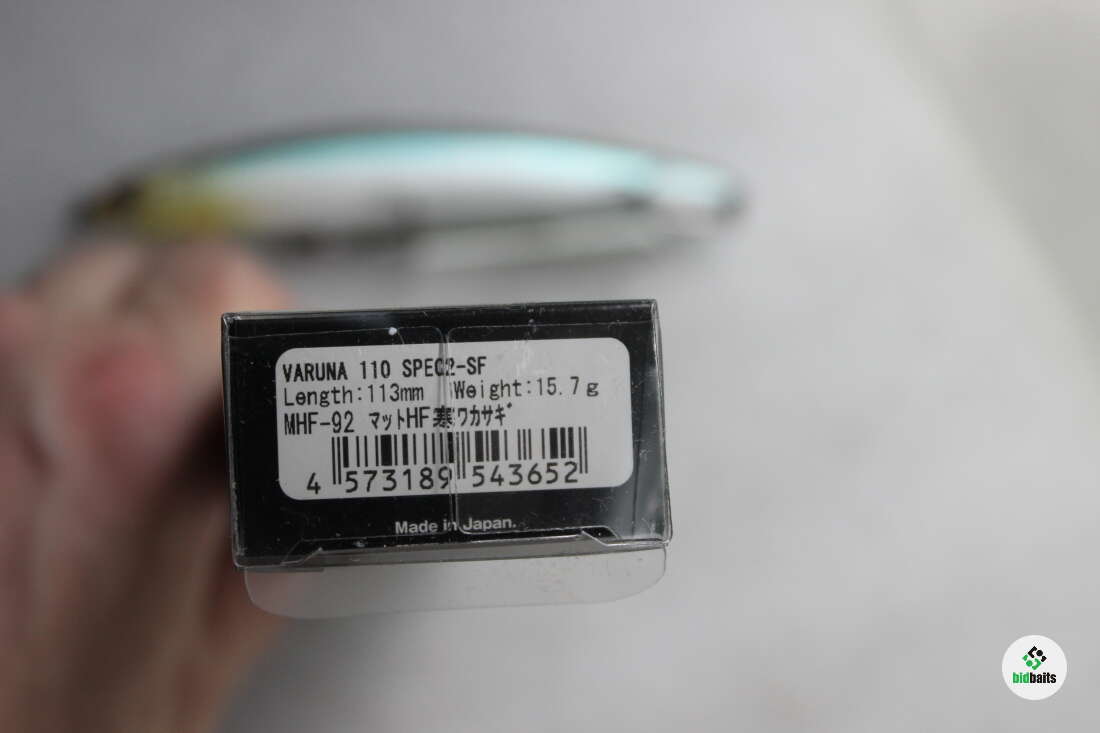 VARUNA 110 SPEC2-SF
Length:113mm Weight:15.7g
MHF-92 マットHF寒ワカサギ
4 573189 543652
Made in Japan.
bidbaits